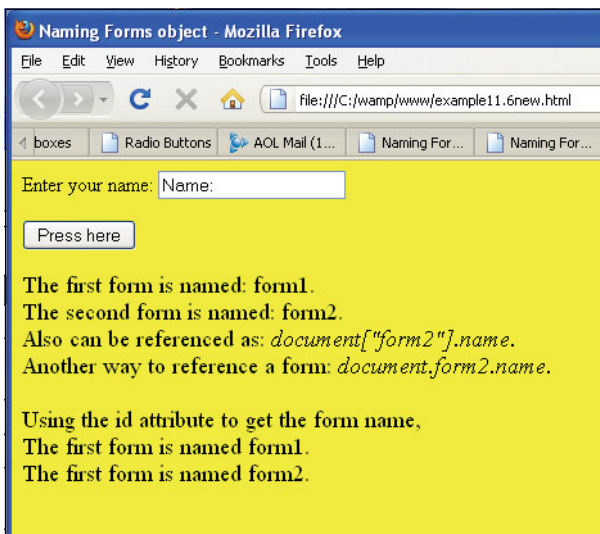 Naming Forms object - Mozilla Firefox
File Edit View History Bookmarks Tools Help
file:///C:/wamp/www/example11.6new.html
boxes Radio Buttons AOL Mail (1... Naming For... Naming For...
Enter your name: Name:
Press here
The first form is named: form1.
The second form is named: form2.
Also can be referenced as: document["form2"].name.
Another way to reference a form: document.form2.name.
Using the id attribute to get the form name,
The first form is named form1.
The first form is named form2.